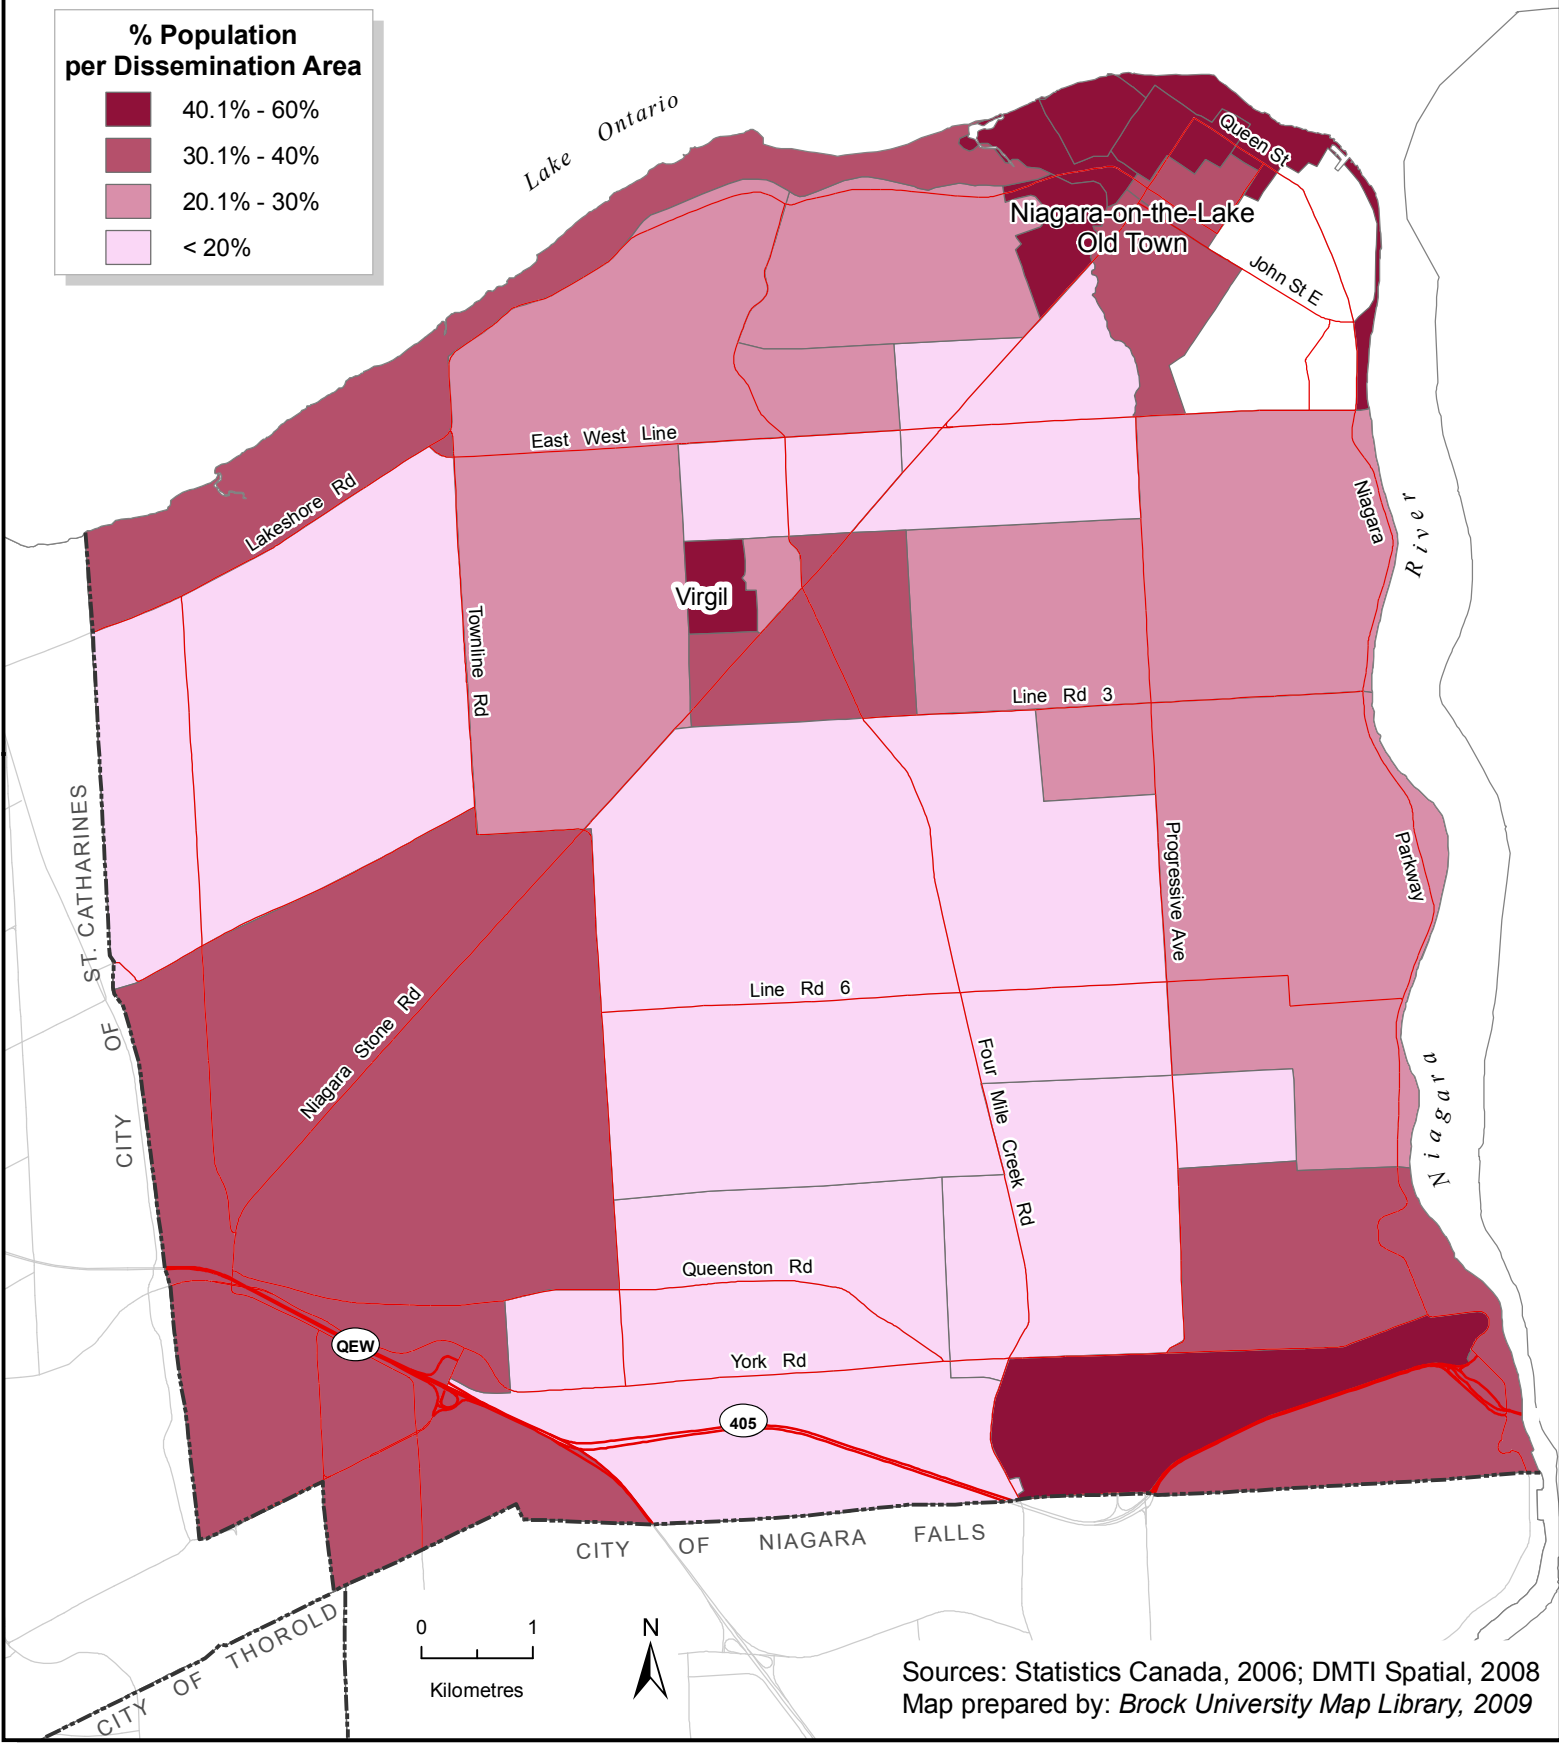 % Population
per Dissemination Area
40.1% - 60%
30.1% - 40%
20.1% - 30%
< 20%
Lake Ontario
Queen St
Niagara-on-the-Lake
Old Town
John St E
East West Line
Lakeshore Rd
Niagara
River
Virgil
Townline Rd
Line Rd 3
ST. CATHARINES
Progressive Ave
Parkway
Line Rd 6
Niagara Stone Rd
OF
Four Mile Creek Rd
Niagara
CITY
Queenston Rd
QEW
York Rd
405
CITY OF NIAGARA FALLS
CITY OF THOROLD
0 1
Kilometres
N
Sources: Statistics Canada, 2006; DMTI Spatial, 2008
Map prepared by: Brock University Map Library, 2009